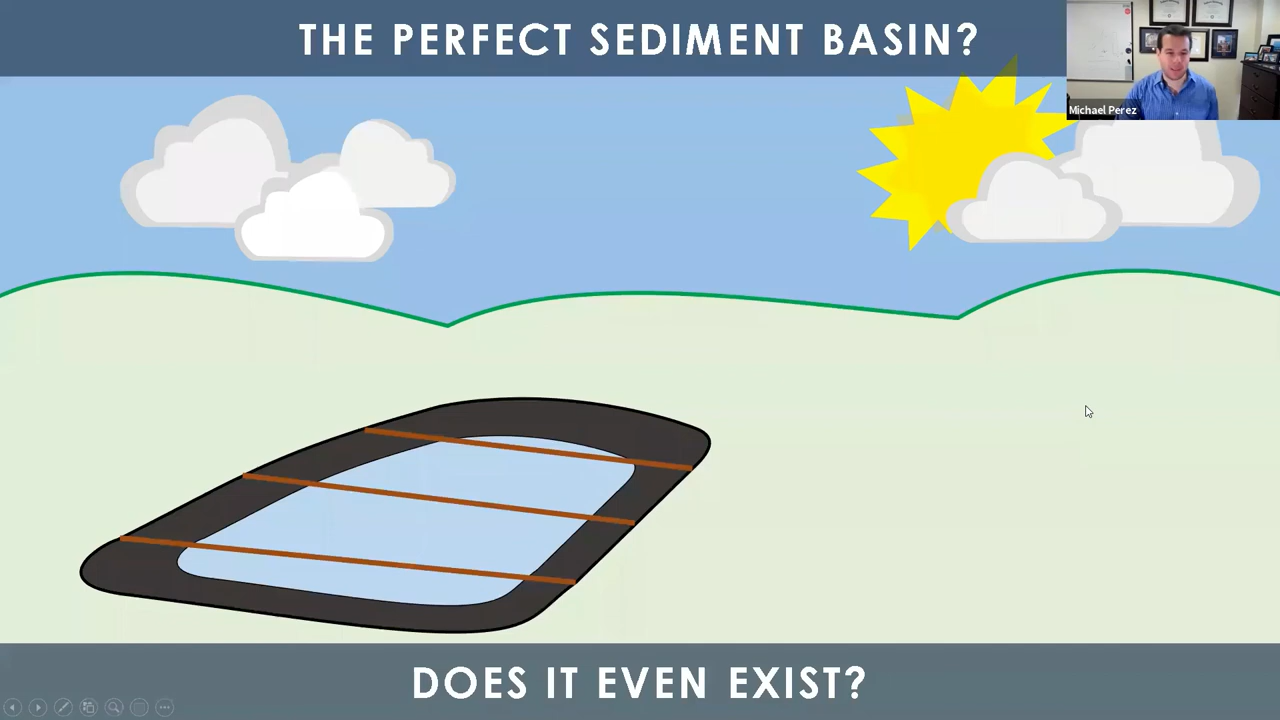 THE PERFECT SEDIMENT BASIN?
Michael Perez
DOES IT EVEN EXIST?